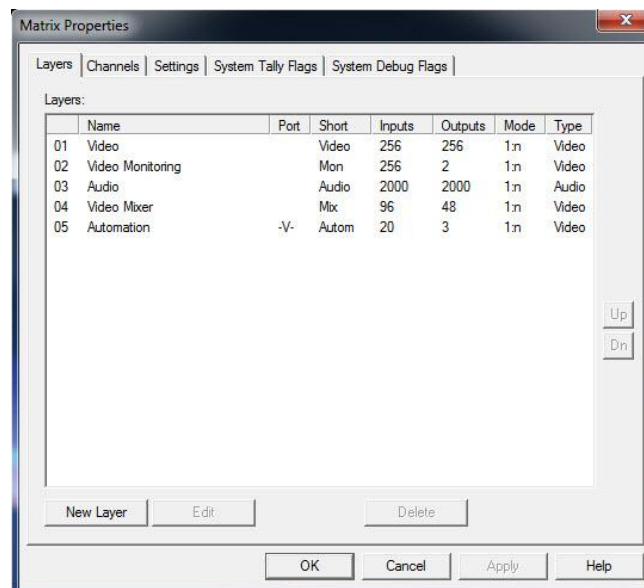 Matrix Properties
Layers Channels Settings System Tally Flags System Debug Flags
Layers:
Name Port Short Inputs Outputs Mode Type
01 Video Video 256 256 1:n Video
02 Video Monitoring Mon 256 2 1:n Video
03 Audio Audio 2000 2000 1:n Audio
04 Video Mixer Mix 96 48 1:n Video
05 Automation -V- Autom 20 3 1:n Video
Up
Dn
New Layer Edit Delete
OK Cancel Apply Help